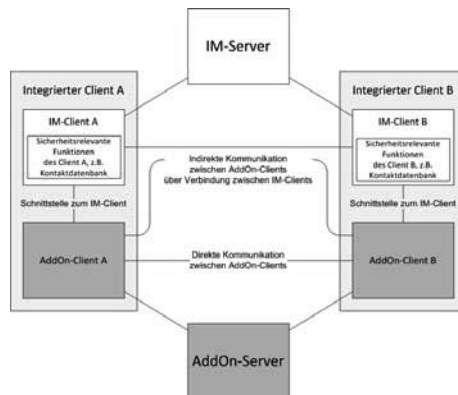 IM-Server
Integrierter Client A
Integrierter Client B
IM-Client A
IM-Client B
Sicherheitsrelevante
Funktionen
des Client A, z.B.
Kontaktdatenbank
Sicherheitsrelevante
Funktionen
des Client B, z.B.
Kontaktdatenbank
Indirekte Kommunikation
zwischen AddOn-Clients
über Verbindung zwischen IM-Clients
Schnittstelle zum IM-Client
Schnittstelle zum IM-Client
AddOn-Client A
Direkte Kommunikation
zwischen AddOn-Clients
AddOn-Client B
AddOn-Server